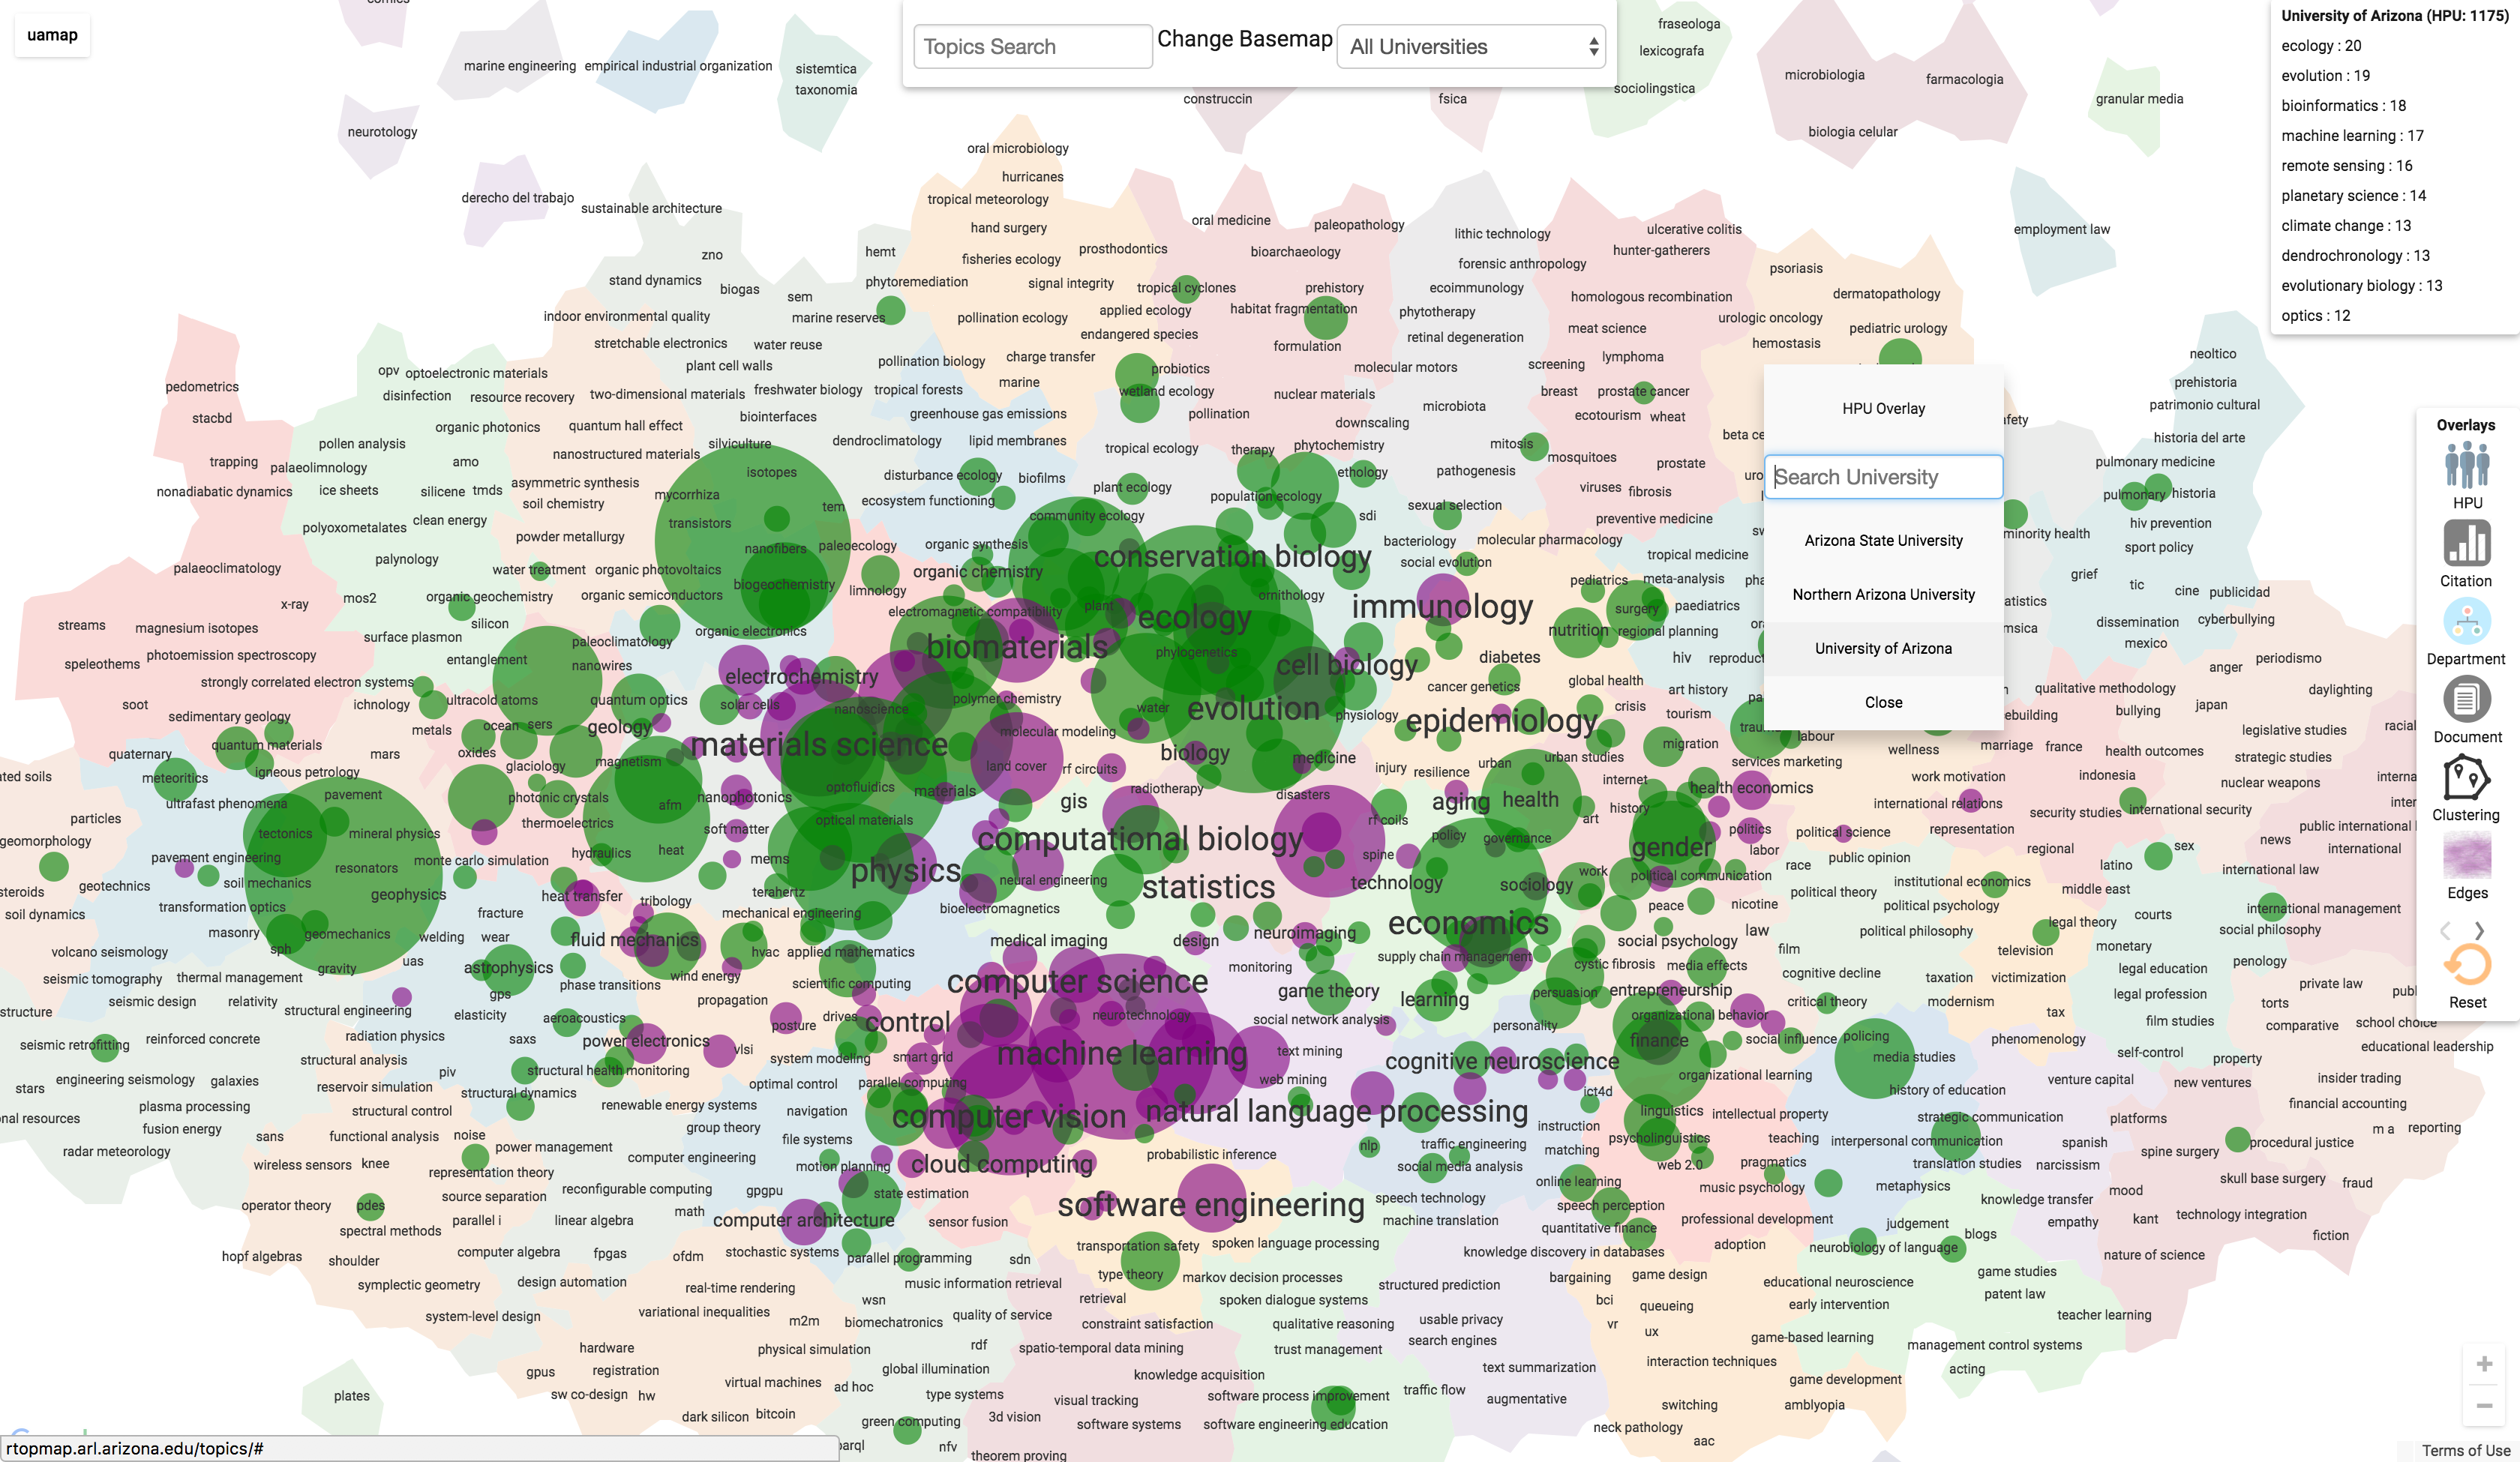 uamap
Topics Search
Change Basemap
All Universities
University of Arizona (HPU: 1175)
ecology : 20
evolution : 19
bioinformatics : 18
machine learning : 17
remote sensing : 16
planetary science : 14
climate change : 13
dendrochronology : 13
evolutionary biology : 13
optics : 12
HPU Overlay
Search University
Arizona State University
Northern Arizona University
University of Arizona
Close
Overlays
HPU
Citation
Department
Document
Clustering
Edges
Reset
marine engineering
empirical industrial organization
sistemtica
taxonomia
neurotology
derecho del trabajo
sustainable architecture
construccin
fsica
fraseologa
lexicografa
sociolingstica
microbiologia
farmacologia
biologia celular
granular media
employment law
oral microbiology
hurricanes
tropical meteorology
hand surgery
fisheries ecology
prosthodontics
signal integrity
oral medicine
bioarchaeology
paleopathology
lithic technology
forensic anthropology
ulcerative colitis
hunter-gatherers
psoriasis
dermatopathology
zno
hemt
stand dynamics
biogas
sem
phytoremediation
marine reserves
tropical cyclones
prehistory
ecoimmunology
homologous recombination
urologic oncology
pediatric urology
indoor environmental quality
pollination ecology
applied ecology
endangered species
habitat fragmentation
phytotherapy
meat science
hemostasis
stretchable electronics
water reuse
plant cell walls
pollination biology
charge transfer
formulation
retinal degeneration
lymphoma
neoltico
prehistoria
patrimonio cultural
historia del arte
pulmonary medicine
pedometrics
stacbd
trapping
nonadiabatic dynamics
opv
optoelectronic materials
disinfection
resource recovery
two-dimensional materials
freshwater biology
tropical forests
marine
probiotics
wetland ecology
molecular motors
nuclear materials
screening
breast
prostate cancer
greenhouse gas emissions
pollination
microbiota
ecotourism
wheat
pollen analysis
organic photonics
quantum hall effect
biointerfaces
silviculture
dendroclimatology
lipid membranes
tropical ecology
therapy
downscaling
phytochemistry
mitosis
mosquitoes
prostate
palaeolimnology
amo
nanostructured materials
isotopes
disturbance ecology
biofilms
ethology
pathogenesis
ice sheets
silicene
tmds
asymmetric synthesis
soil chemistry
mycorrhiza
ecosystem functioning
plant ecology
population ecology
viruses
fibrosis
pulmonary
historia
polyoxometalates
clean energy
transistors
tem
community ecology
sdi
sexual selection
preventive medicine
hiv prevention
minority health
sport policy
palynology
powder metallurgy
nanofibers
paleoecology
organic synthesis
conservation biology
bacteriology
molecular pharmacology
social evolution
tropical medicine
palaeoclimatology
water treatment
organic photovoltaics
biogeochemistry
organic chemistry
limnology
pediatrics
meta-analysis
grief
tic
cine
publicidad
x-ray
mos2
organic geochemistry
organic semiconductors
electromagnetic compatibility
plant
ecology
ornithology
immunology
surgery
paediatrics
dissemination
cyberbullying
mexico
streams
magnesium isotopes
silicon
surface plasmon
paleoclimatology
organic electronics
biomaterials
phylogenetics
nutrition
regional planning
speleothems
photoemission spectroscopy
entanglement
nanowires
electrochemistry
cell biology
diabetes
hiv
anger
periodismo
strongly correlated electron systems
ultracold atoms
quantum optics
solar cells
nanoscience
polymer chemistry
water
evolution
physiology
cancer genetics
global health
art history
qualitative methodology
daylighting
soot
sedimentary geology
ichnology
ocean
geology
molecular modeling
epidemiology
crisis
tourism
bullying
japan
quaternary
quantum materials
metals
oxides
materials science
biology
medicine
migration
labour
wellness
marriage
france
health outcomes
legislative studies
meteoritics
igneous petrology
mars
glaciology
magnetism
land cover
rf circuits
injury
resilience
urban
urban studies
services marketing
work motivation
indonesia
strategic studies
nuclear weapons
ultrafast phenomena
pavement
photonic crystals
afm
nanophotonics
optofluidics
materials
gis
radiotherapy
disasters
aging
health
internet
history
health economics
international relations
security studies
international security
particles
tectonics
mineral physics
thermoelectrics
soft matter
optical materials
computational biology
rf coils
policy
governance
art
gender
politics
political science
representation
pavement engineering
resonators
monte carlo simulation
hydraulics
heat
mems
physics
spine
labor
race
public opinion
regional
latino
sex
news
international
geotechnics
soil mechanics
geophysics
heat transfer
terahertz
neural engineering
statistics
technology
sociology
work
political communication
political theory
institutional economics
middle east
international law
soil dynamics
transformation optics
fracture
tribology
mechanical engineering
bioelectromagnetics
economics
peace
nicotine
political psychology
legal theory
courts
international management
masonry
geomechanics
welding
wear
fluid mechanics
medical imaging
design
neuroimaging
social psychology
law
political philosophy
social philosophy
volcano seismology
sph
gravity
uas
astrophysics
hvac
applied mathematics
monitoring
supply chain management
cystic fibrosis
media effects
film
television
monetary
penology
seismic tomography
thermal management
gps
phase transitions
wind energy
scientific computing
computer science
game theory
learning
persuasion
entrepreneurship
cognitive decline
taxation
victimization
legal education
private law
seismic design
relativity
structural engineering
elasticity
propagation
neurotechnology
social network analysis
personality
organizational behavior
critical theory
modernism
legal profession
torts
aeroacoustics
posture
drives
control
tax
film studies
comparative
school choice
seismic retrofitting
reinforced concrete
radiation physics
saxs
power electronics
vlsi
system modeling
smart grid
machine learning
text mining
cognitive neuroscience
finance
social influence
policing
media studies
phenomenology
self-control
property
educational leadership
structural analysis
structural health monitoring
stars
engineering seismology
galaxies
reservoir simulation
piv
structural dynamics
optimal control
parallel computing
web mining
ict4d
organizational learning
history of education
venture capital
new ventures
insider trading
plasma processing
structural control
renewable energy systems
navigation
computer vision
natural language processing
linguistics
intellectual property
strategic communication
platforms
financial accounting
fusion energy
sans
functional analysis
noise
power management
group theory
file systems
instruction
psycholinguistics
teaching
interpersonal communication
spanish
procedural justice
m a
reporting
radar meteorology
wireless sensors
knee
representation theory
computer engineering
motion planning
cloud computing
probabilistic inference
nlp
traffic engineering
social media analysis
matching
web 2.0
pragmatics
translation studies
narcissism
spine surgery
operator theory
pdes
source separation
reconfigurable computing
gpgpu
state estimation
software engineering
speech technology
online learning
music psychology
metaphysics
knowledge transfer
mood
skull base surgery
fraud
spectral methods
parallel i
linear algebra
math
computer architecture
sensor fusion
machine translation
speech perception
quantitative finance
professional development
judgement
empathy
kant
technology integration
hopf algebras
shoulder
computer algebra
fpgas
ofdm
stochastic systems
parallel programming
sdn
transportation safety
spoken language processing
knowledge discovery in databases
adoption
neurobiology of language
blogs
nature of science
fiction
symplectic geometry
design automation
real-time rendering
music information retrieval
type theory
markov decision processes
structured prediction
bargaining
game design
educational neuroscience
game studies
system-level design
variational inequalities
wsn
retrieval
spoken dialogue systems
bci
queueing
early intervention
patent law
m2m
biomechatronics
quality of service
constraint satisfaction
qualitative reasoning
usable privacy
vr
ux
teacher learning
hardware
physical simulation
rdf
spatio-temporal data mining
trust management
search engines
game-based learning
management control systems
gpus
registration
global illumination
knowledge acquisition
text summarization
interaction techniques
acting
plates
sw co-design
hw
virtual machines
ad hoc
type systems
visual tracking
software process improvement
traffic flow
augmentative
game development
dark silicon
bitcoin
green computing
3d vision
software systems
software engineering education
switching
amblyopia
nfv
theorem proving
neck pathology
aac
rtopmap.arl.arizona.edu/topics/#
Terms of Use